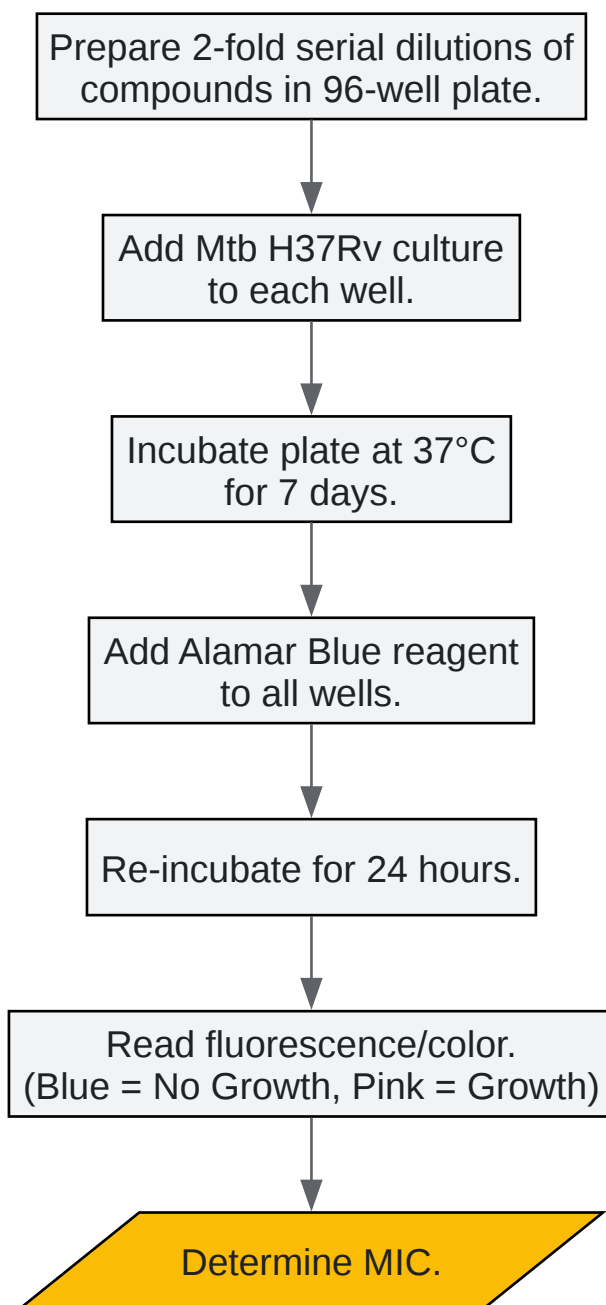 Prepare 2-fold serial dilutions of
compounds in 96-well plate.
Add Mtb H37Rv culture
to each well.
Incubate plate at 37°C
for 7 days.
Add Alamar Blue reagent
to all wells.
Re-incubate for 24 hours.
Read fluorescence/color.
(Blue = No Growth, Pink = Growth)
Determine MIC.